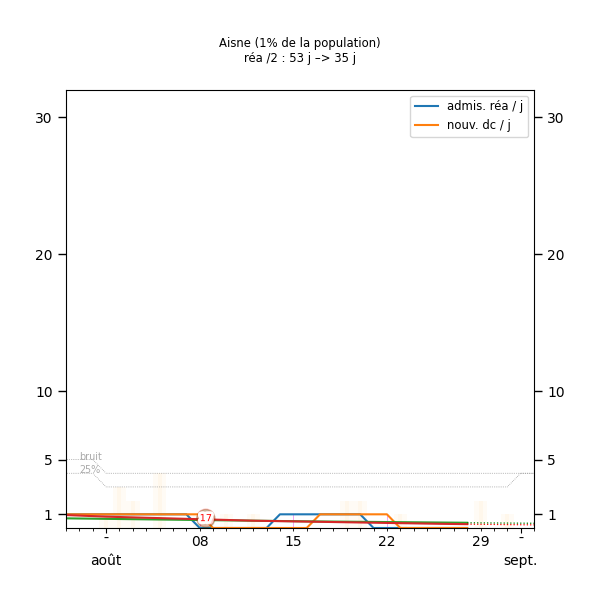 Aisne (1% de la population)
réa /2 : 53 j –> 35 j
admis. réa / j
nouv. dc / j
30 30
20 20
10 10
5 5
bruit
25%
1 17 1
- 08 15 22 29 -
août sept.